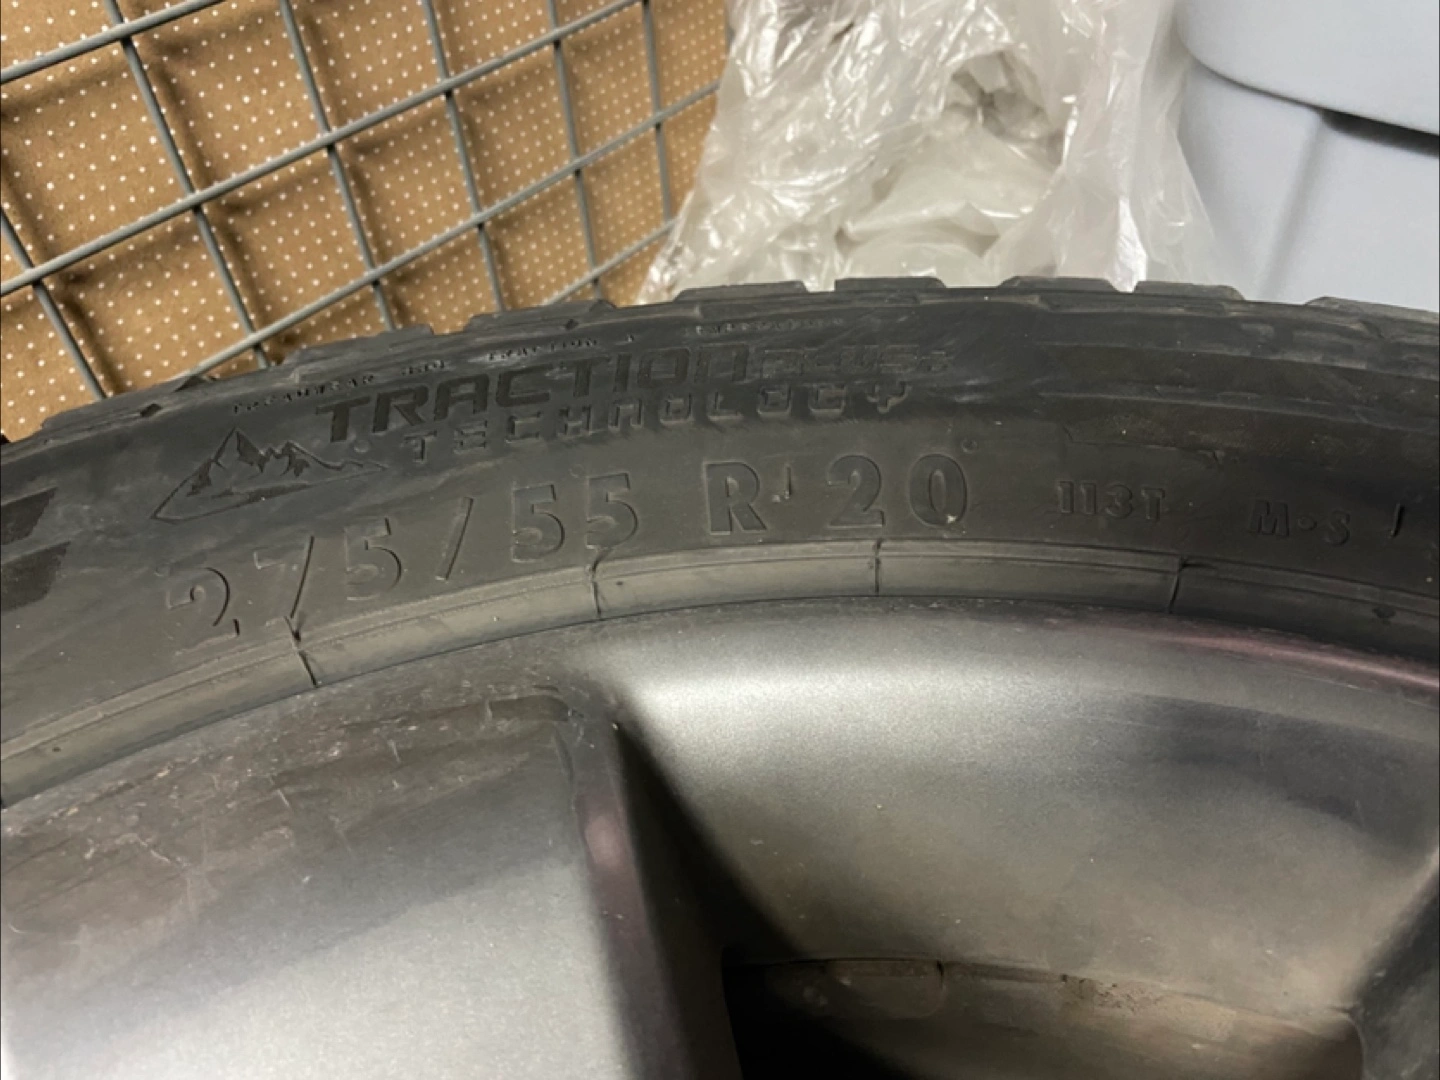 TRACTION
TECHNOLOGY
275/55 R 20 113T M+S